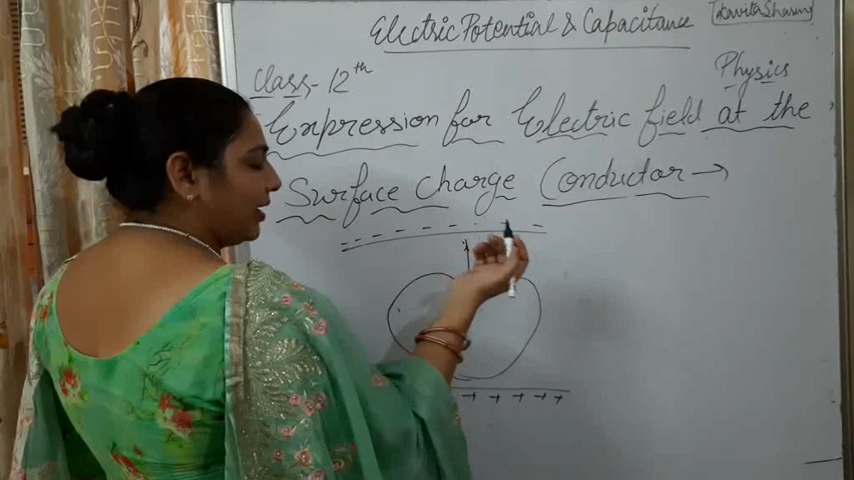 Electric Potential & Capacitance
Kavita Sharma
Class - 12th
Physics
Expression for Electric field at the
Surface Charge Conductor →
- - - - - - - -
+ + + + +